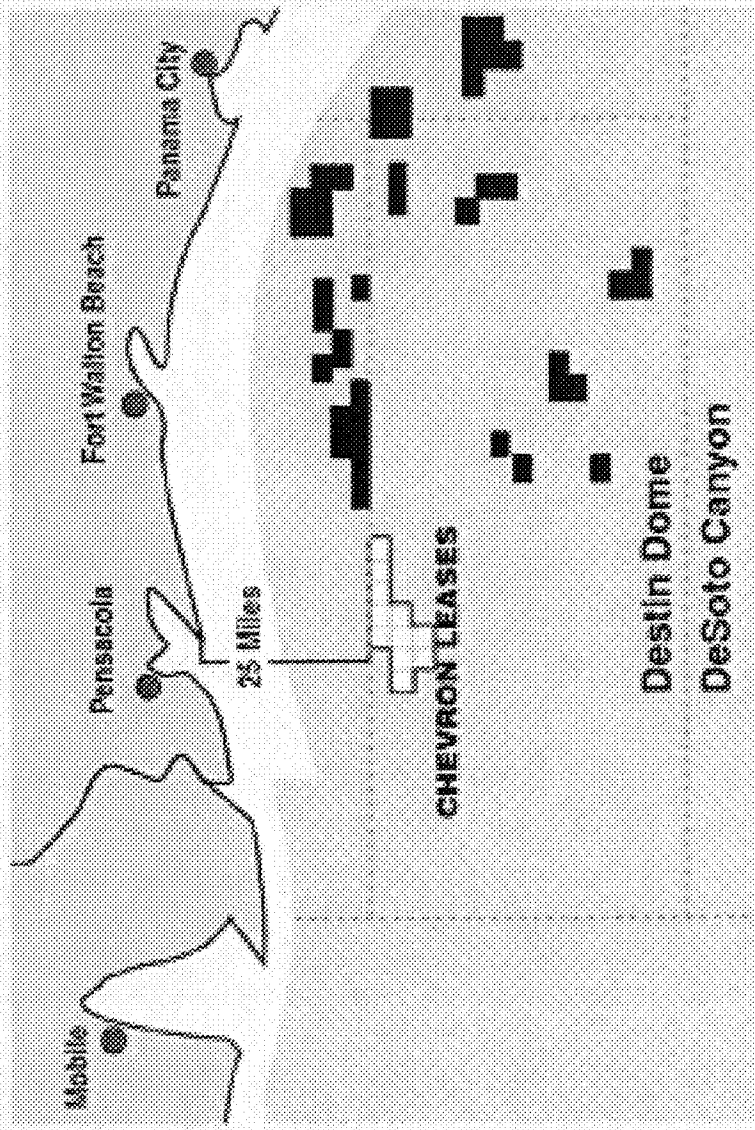 Mobile
Pensacola
Fort Walton Beach
Panama City
25 Miles
CHEVRON LEASES
Destin Dome
DeSoto Canyon